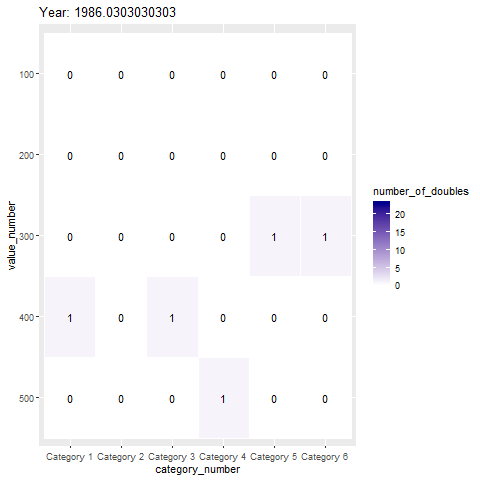 Year: 1986.0303030303
100 0 0 0 0 0 0
200 0 0 0 0 0 0
300 0 0 0 0 1 1
400 1 0 1 0 0 0
500 0 0 0 1 0 0
value_number
Category 1 Category 2 Category 3 Category 4 Category 5 Category 6
category_number
number_of_doubles
20
15
10
5
0